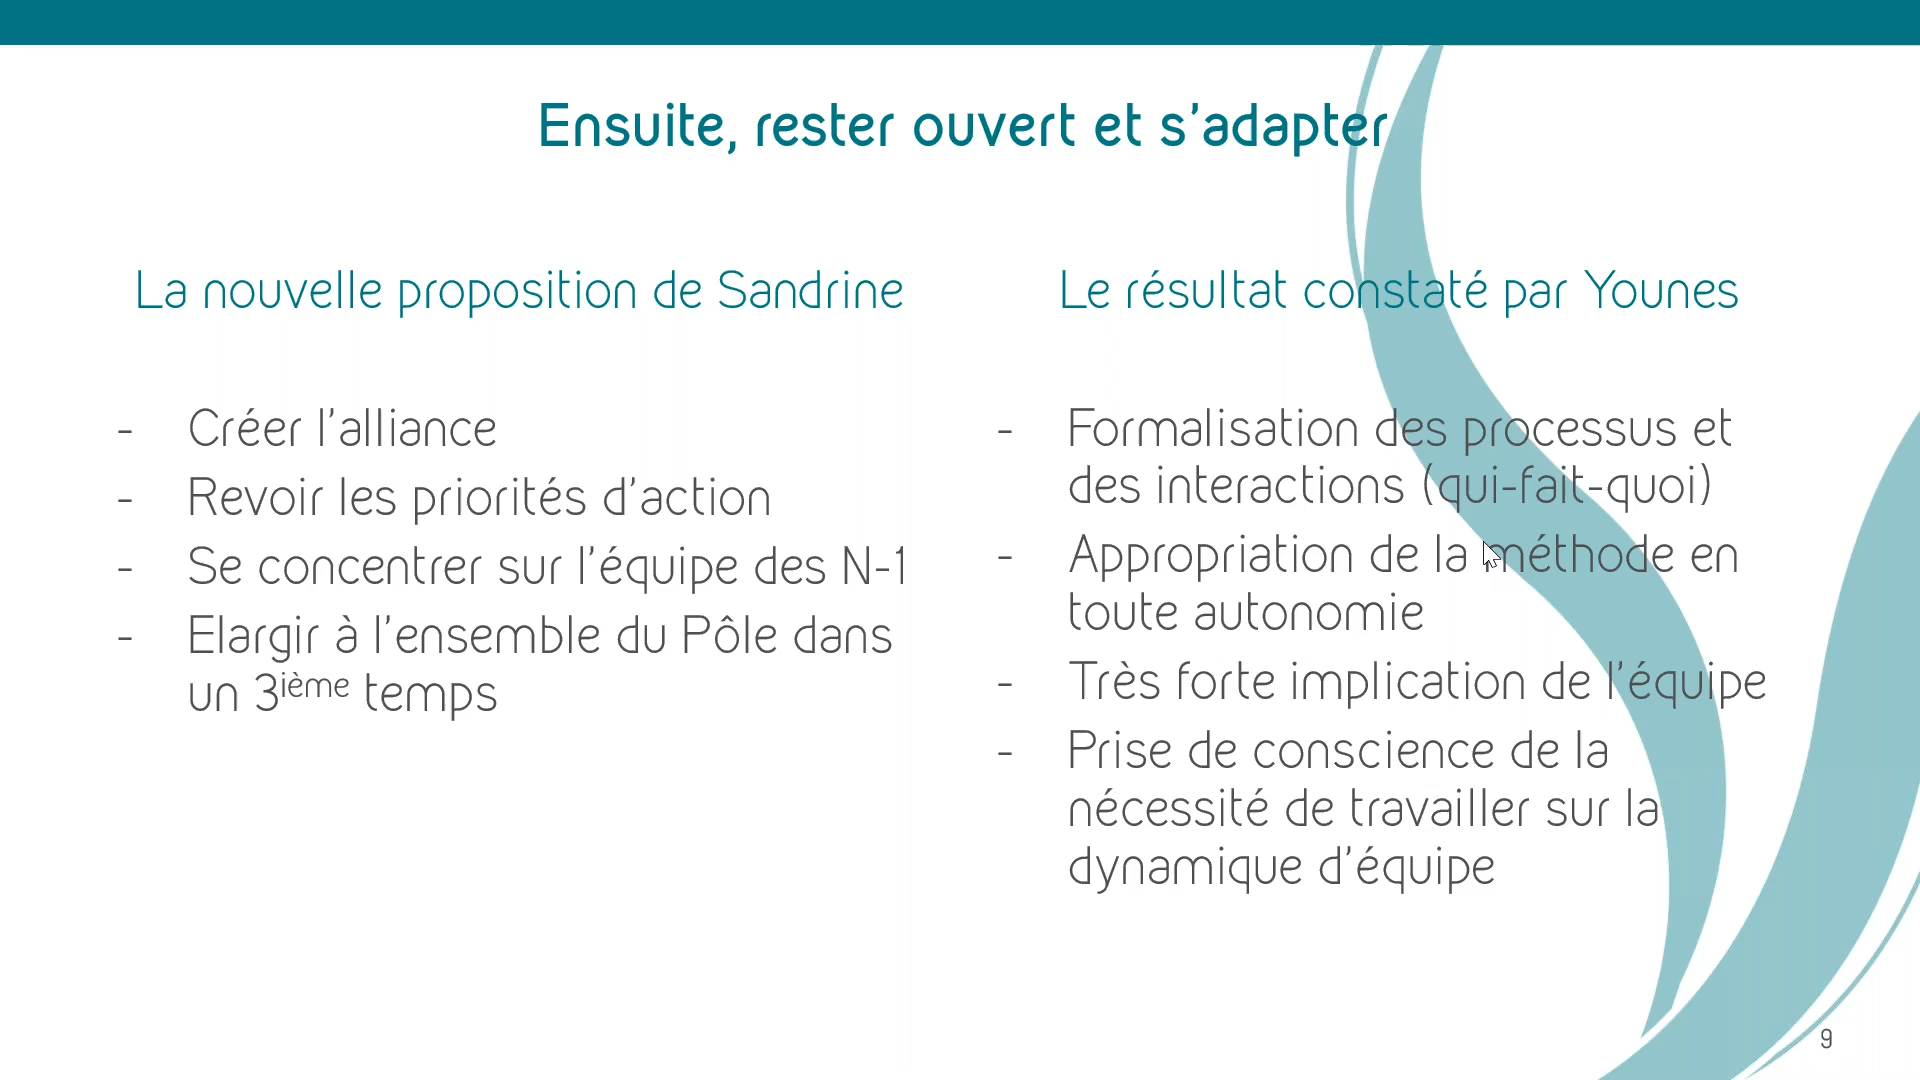 Ensuite, rester ouvert et s’adapter
La nouvelle proposition de Sandrine
- Créer l’alliance
- Revoir les priorités d’action
- Se concentrer sur l’équipe des N-1
- Elargir à l’ensemble du Pôle dans
un 3ième temps
Le résultat constaté par Younes
- Formalisation des processus et
des interactions (qui-fait-quoi)
- Appropriation de la méthode en
toute autonomie
- Très forte implication de l’équipe
- Prise de conscience de la
nécessité de travailler sur la
dynamique d’équipe
9